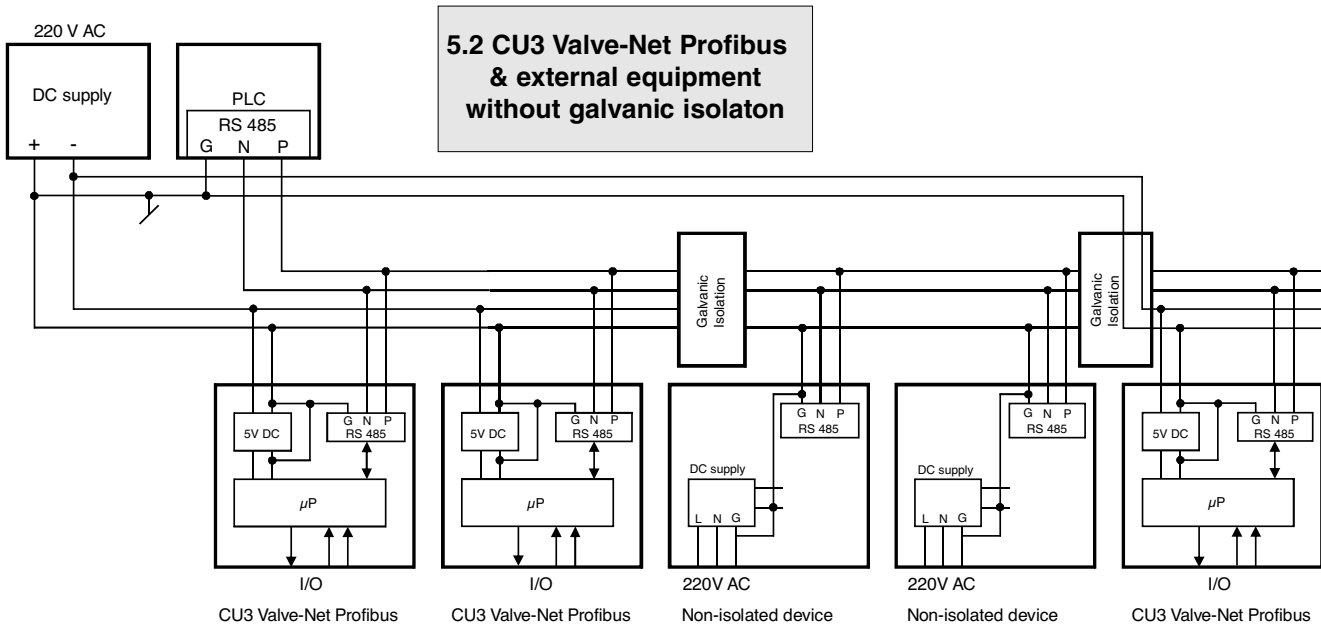 220 V AC
5.2 CU3 Valve-Net Profibus
& external equipment
without galvanic isolaton
DC supply
+ -
PLC
RS 485
G N P
Galvanic
Isolation
Galvanic
Isolation
5V DC
G N P
RS 485
µP
I/O
CU3 Valve-Net Profibus
5V DC
G N P
RS 485
µP
I/O
CU3 Valve-Net Profibus
G N P
RS 485
DC supply
L N G
220V AC
Non-isolated device
G N P
RS 485
DC supply
L N G
220V AC
Non-isolated device
5V DC
G N P
RS 485
µP
I/O
CU3 Valve-Net Profibus